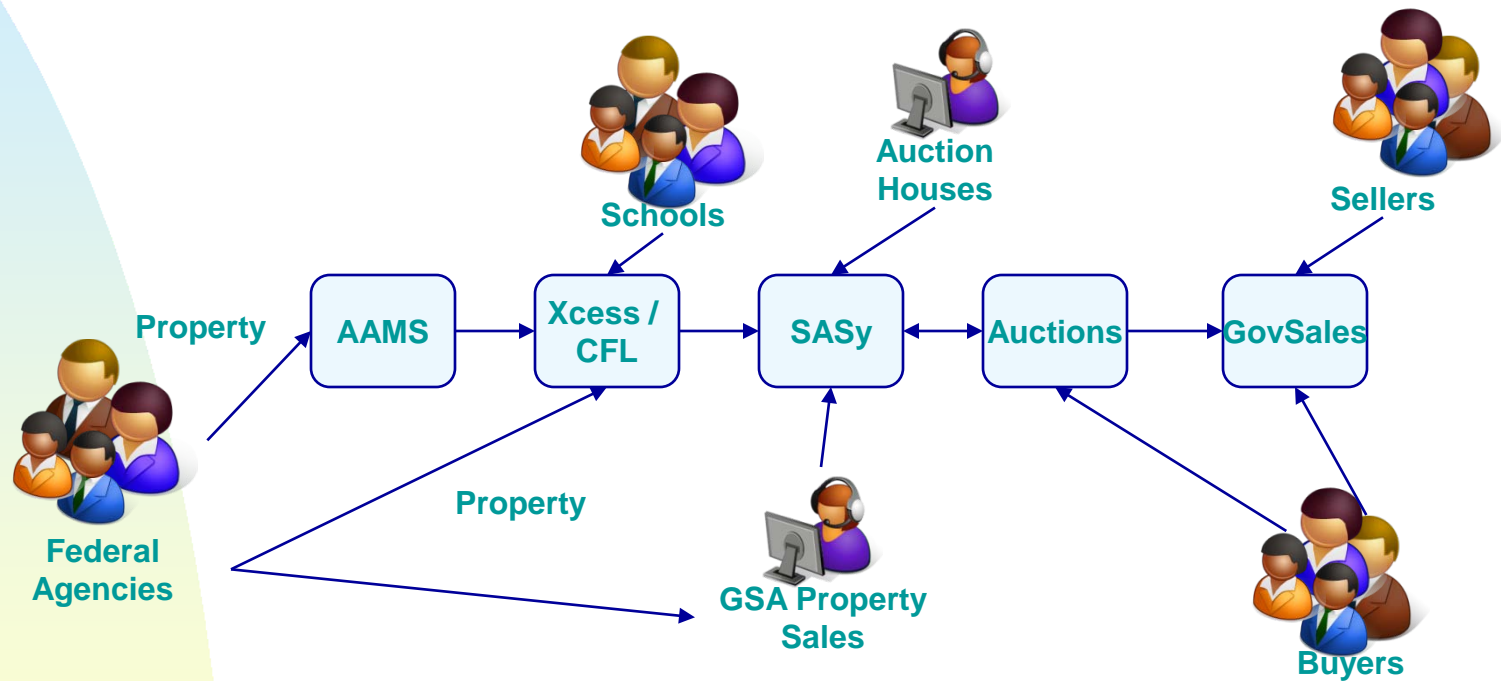 Auction
Houses
Schools
Sellers
Property
AAMS
Xcess /
CFL
SASy
Auctions
GovSales
Property
Federal
Agencies
GSA Property
Sales
Buyers